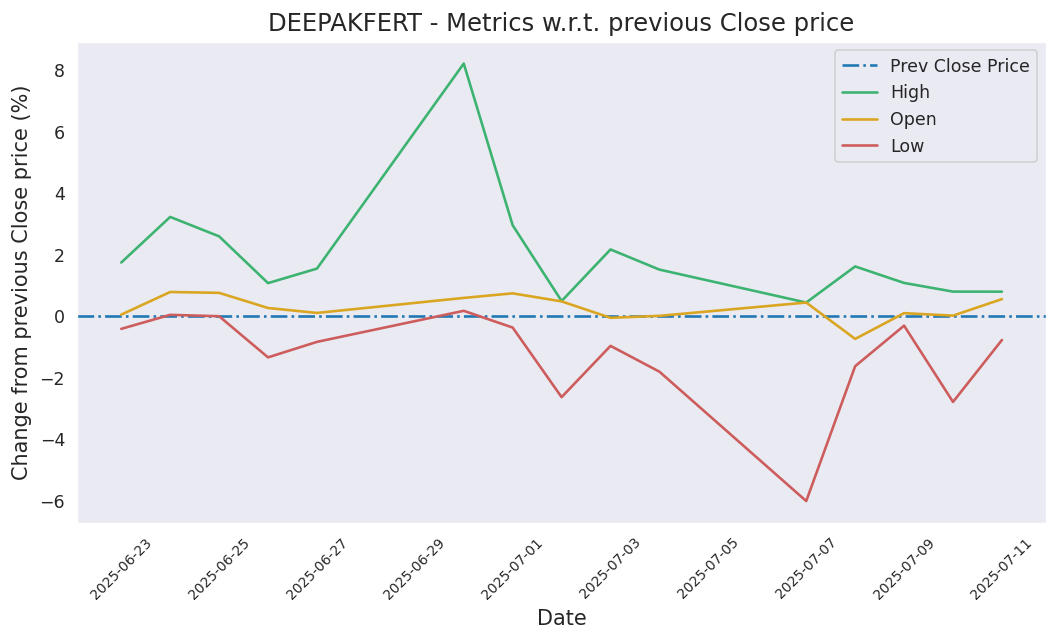 DEEPAKFERT - Metrics w.r.t. previous Close price
Change from previous Close price (%)
8
6
4
2
0
−2
−4
−6
Prev Close Price
High
Open
Low
2025-06-23
2025-06-25
2025-06-27
2025-06-29
2025-07-01
2025-07-03
2025-07-05
2025-07-07
2025-07-09
2025-07-11
Date